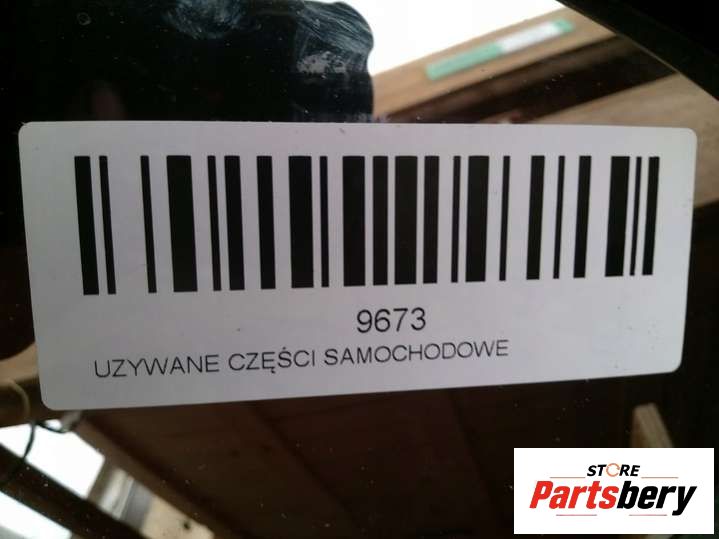 9673
UZYWANE CZĘŚCI SAMOCHODOWE
STORE
Partsbery